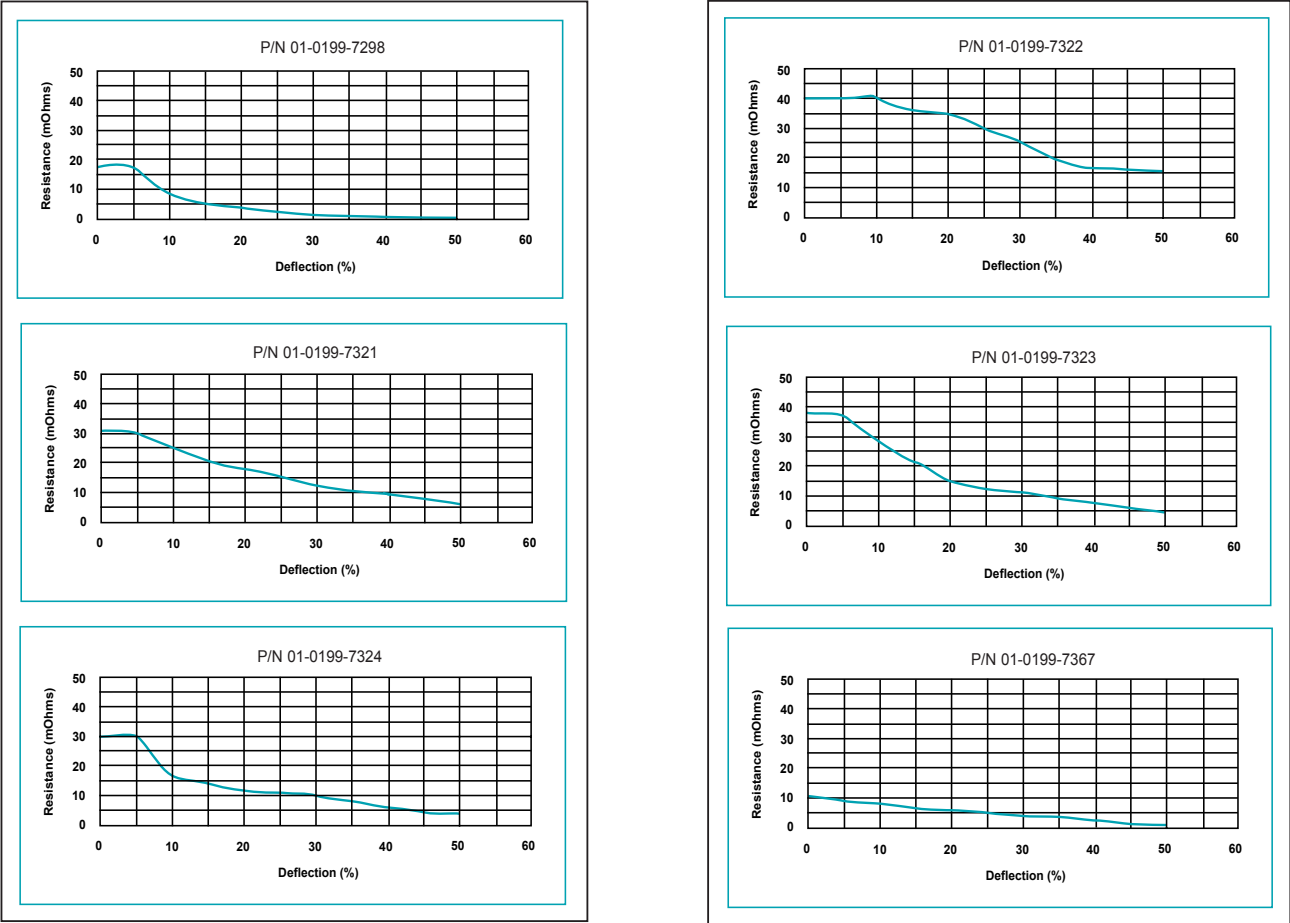 P/N 01-0199-7298
Resistance (mOhms)
50
40
30
20
10
0
0 10 20 30 40 50 60
Deflection (%)
P/N 01-0199-7321
Resistance (mOhms)
50
40
30
20
10
0
0 10 20 30 40 50 60
Deflection (%)
P/N 01-0199-7324
Resistance (mOhms)
50
40
30
20
10
0
0 10 20 30 40 50 60
Deflection (%)
P/N 01-0199-7322
Resistance (mOhms)
50
40
30
20
10
0
0 10 20 30 40 50 60
Deflection (%)
P/N 01-0199-7323
Resistance (mOhms)
50
40
30
20
10
0
0 10 20 30 40 50 60
Deflection (%)
P/N 01-0199-7367
Resistance (mOhms)
50
40
30
20
10
0
0 10 20 30 40 50 60
Deflection (%)